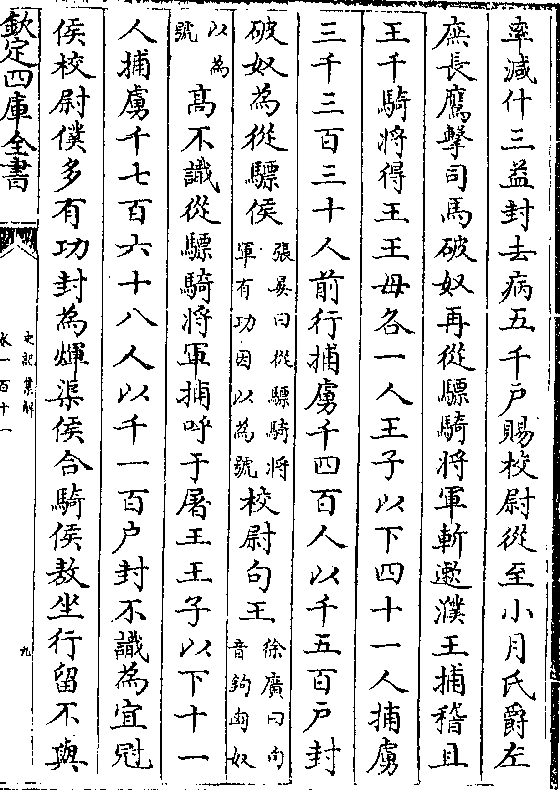 率減什三益封去病五千户賜校尉從至小月氏爵左
庶長鷹擊司馬破奴再從驃騎將軍斬遬濮王捕稽且
王千騎將得王王母各一人王子以下四十一人捕虜
三千三百三十人前行捕虜千四百人以千五百户封
破奴為從驃侯張晏曰從驃騎將軍有功因以為號校尉句王徐廣曰句音鉤匈奴
以為號高不識從驃騎將軍捕呼于屠王王子以下十一
人捕虜千七百六十八人以千一百户封不識為宜冠
侯校尉僕多有功封為煇渠侯合騎侯敖坐行留不與
欽定四庫全書
史記集解
卷一百十一
九